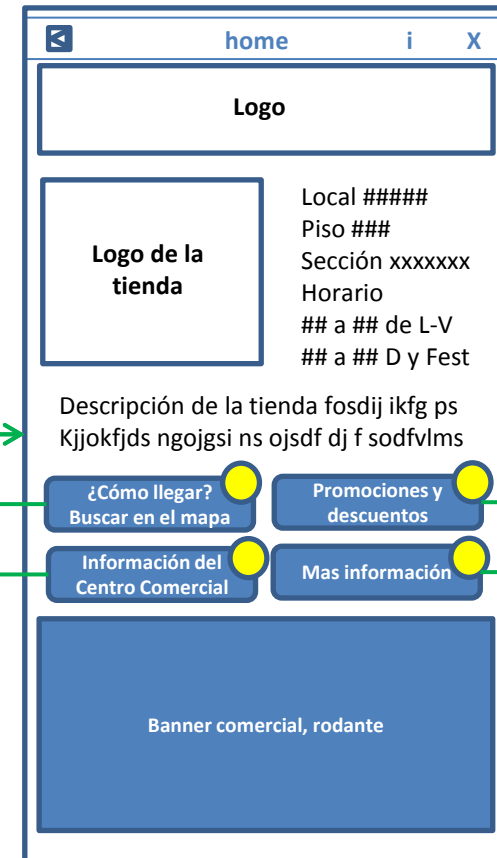 home i X
Logo
Logo de la
tienda
Local #####
Piso ###
Sección xxxxxxx
Horario
## a ## de L-V
## a ## D y Fest
Descripción de la tienda fosdij ikfg ps
Kjjokfjds ngojgsi ns ojsdf dj f sodfvlms
¿Cómo llegar?
Buscar en el mapa
Promociones y
descuentos
Información del
Centro Comercial
Mas información
Banner comercial, rodante